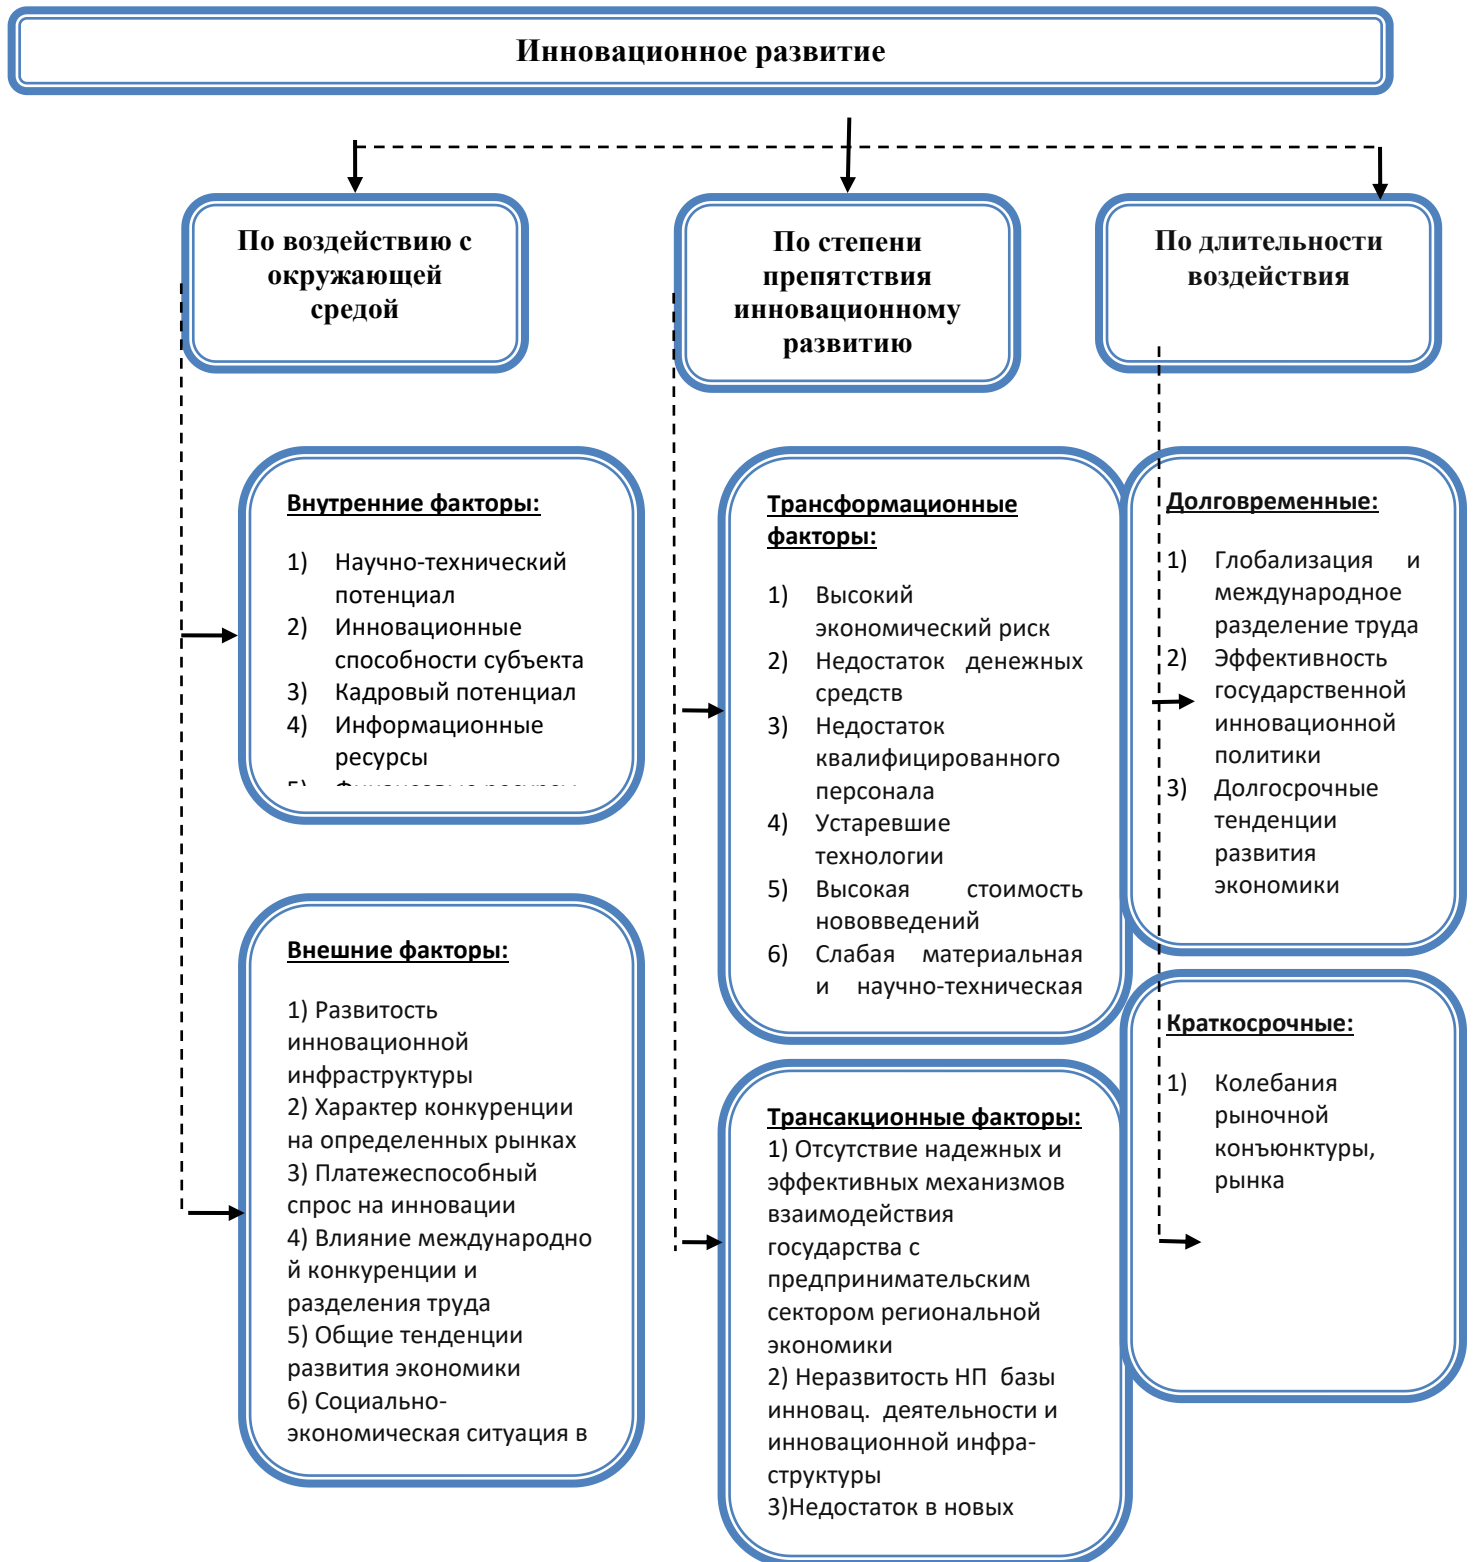 Инновационное развитие
По воздействию с
окружающей
средой
По степени
препятствия
инновационному
развитию
По длительности
воздействия
Внутренние факторы:
1) Научно-технический
потенциал
2) Инновационные
способности субъекта
3) Кадровый потенциал
4) Информационные
ресурсы
Внешние факторы:
1) Развитость
инновационной
инфраструктуры
2) Характер конкуренции
на определенных рынках
3) Платежеспособный
спрос на инновации
4) Влияние международно
й конкуренции и
разделения труда
5) Общие тенденции
развития экономики
6) Социально-
экономическая ситуация в
Трансформационные
факторы:
1) Высокий
экономический риск
2) Недостаток денежных
средств
3) Недостаток
квалифицированного
персонала
4) Устаревшие
технологии
5) Высокая стоимость
нововведений
6) Слабая материальная
и научно-техническая
Трансакционные факторы:
1) Отсутствие надежных и
эффективных механизмов
взаимодействия
государства с
предпринимательским
сектором региональной
экономики
2) Неразвитость НП базы
инновац. деятельности и
инновационной инфра-
структуры
3)Недостаток в новых
Долговременные:
1) Глобализация и
международное
разделение труда
2) Эффективность
государственной
инновационной
политики
3) Долгосрочные
тенденции
развития
экономики
Краткосрочные:
1) Колебания
рыночной
конъюнктуры,
рынка